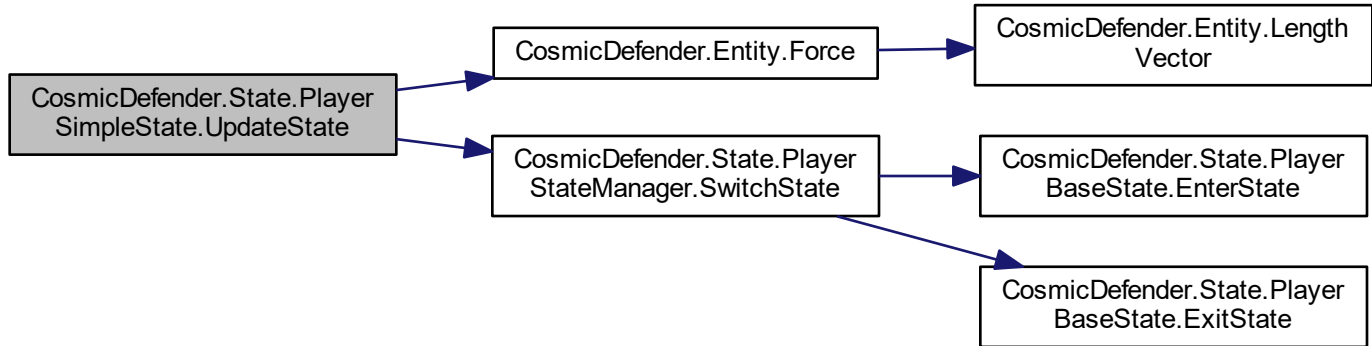 CosmicDefender.State.Player
SimpleState.UpdateState
CosmicDefender.Entity.Force
CosmicDefender.Entity.Length
Vector
CosmicDefender.State.Player
StateManager.SwitchState
CosmicDefender.State.Player
BaseState.EnterState
CosmicDefender.State.Player
BaseState.ExitState